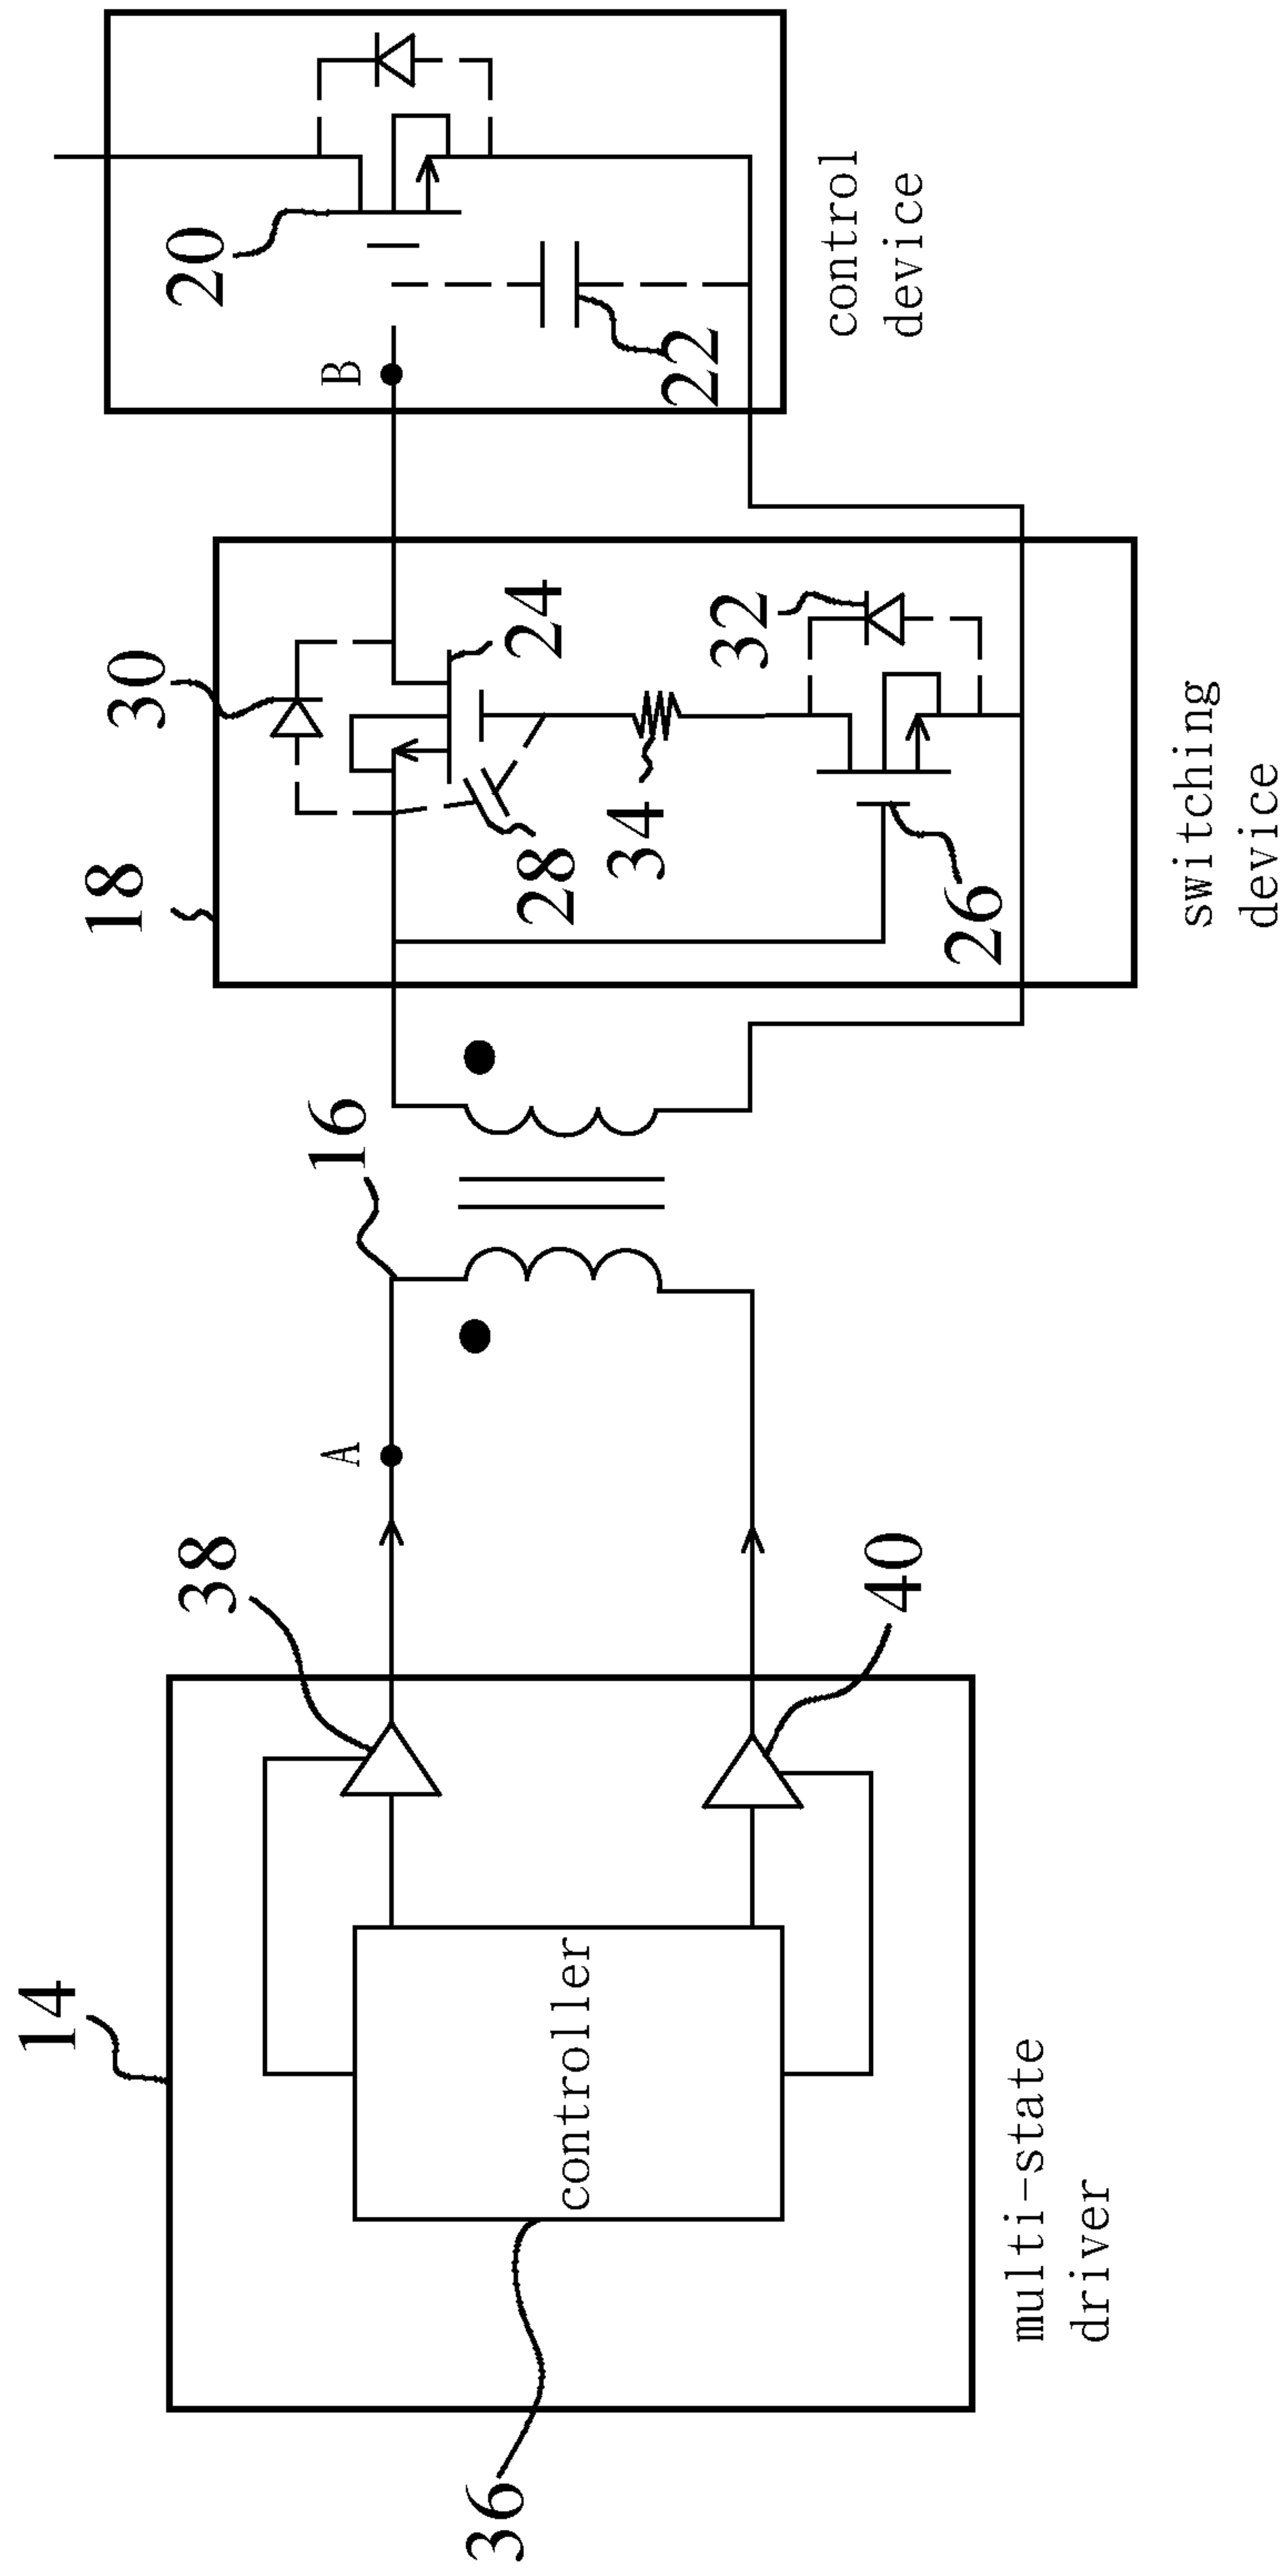 14
36
controller
38
40
multi-state
driver
A
16
18
30
28
24
34
32
26
switching
device
B
20
22
control
device